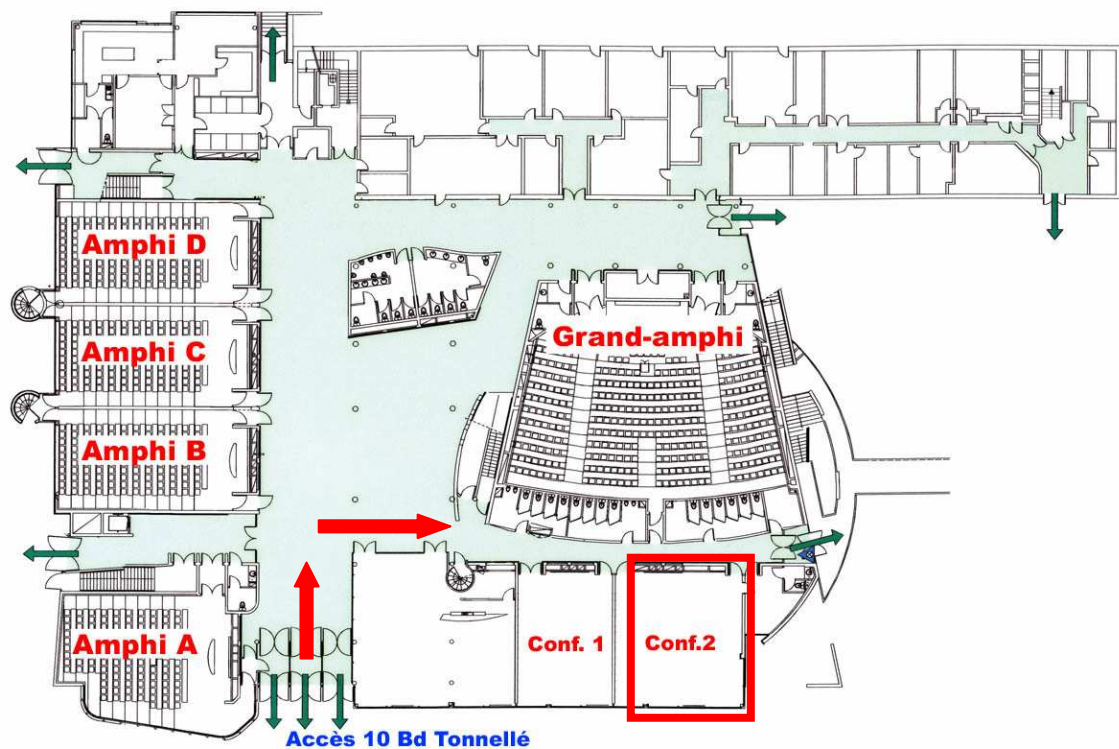 Amphi D
Grand-amphi
Amphi C
Amphi B
Amphi A
Conf. 1
Conf.2
Accès 10 Bd Tonnellé